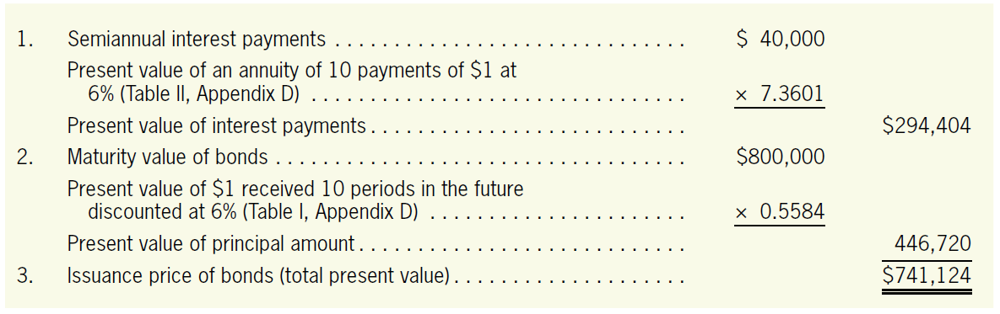 1. Semiannual interest payments . . . . . . . . . . . . . . . . . . . . . . . . . . . . . . $ 40,000
Present value of an annuity of 10 payments of $1 at
6% (Table II, Appendix D) . . . . . . . . . . . . . . . . . . . . . . . . . . . . . . . . × 7.3601
Present value of interest payments . . . . . . . . . . . . . . . . . . . . . . . . . . . $294,404
2. Maturity value of bonds . . . . . . . . . . . . . . . . . . . . . . . . . . . . . . . . . . . $800,000
Present value of $1 received 10 periods in the future
discounted at 6% (Table I, Appendix D) . . . . . . . . . . . . . . . . . . . . . . × 0.5584
Present value of principal amount . . . . . . . . . . . . . . . . . . . . . . . . . . . . 446,720
3. Issuance price of bonds (total present value) . . . . . . . . . . . . . . . . . . . . $741,124